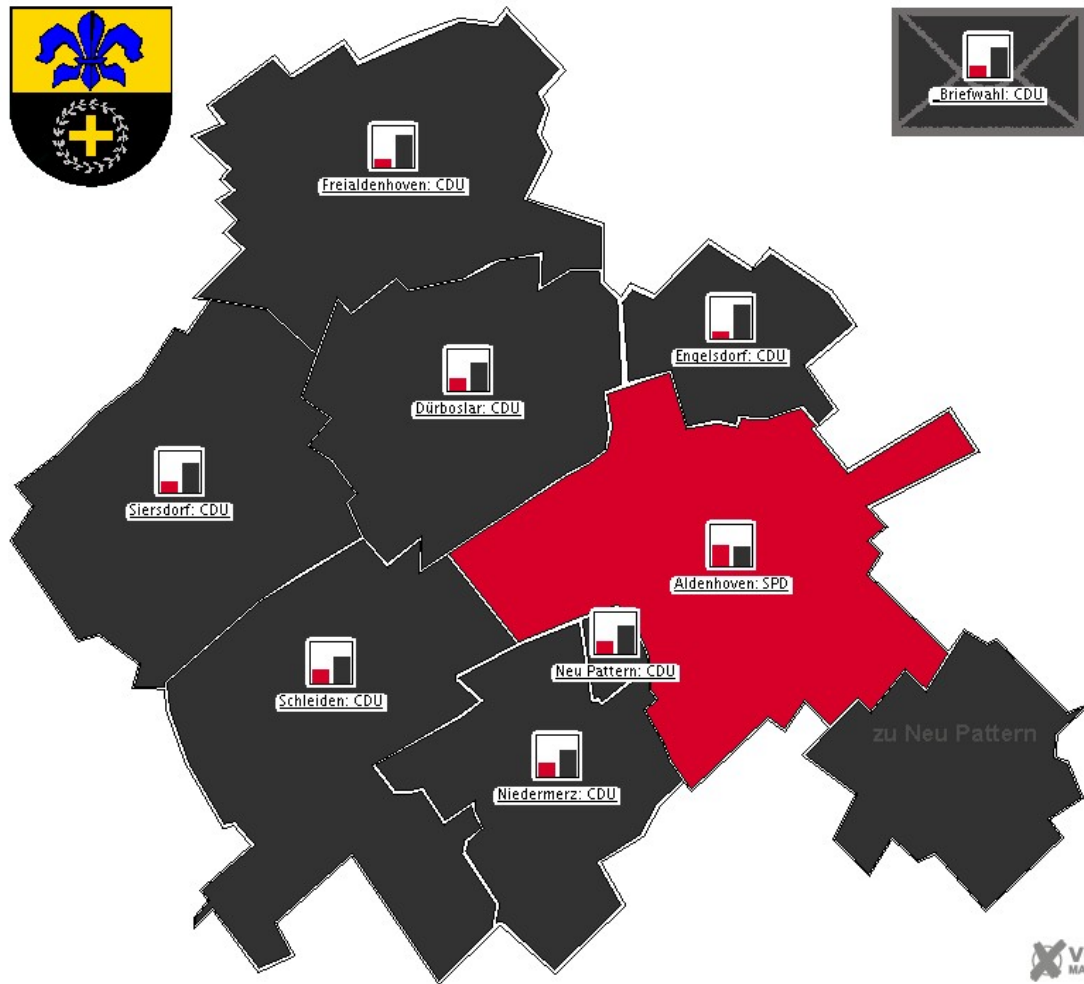 _Briefwahl: CDU
Freialdenhoven: CDU
Engelsdorf: CDU
Dürboslar: CDU
Siersdorf: CDU
Aldenhoven: SPD
Neu Pattern: CDU
Schleiden: CDU
zu Neu Pattern
Niedermerz: CDU